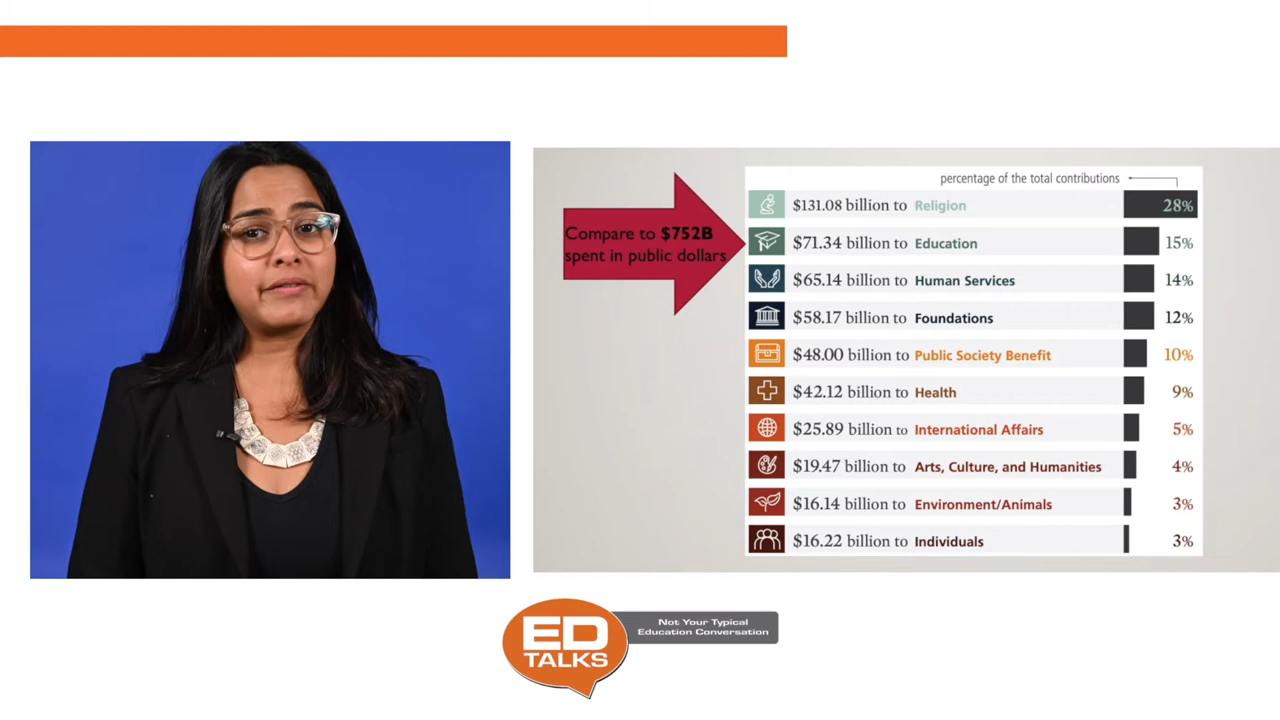 percentage of the total contributions
Compare to $752B
spent in public dollars
$131.08 billion to Religion 28%
$71.34 billion to Education 15%
$65.14 billion to Human Services 14%
$58.17 billion to Foundations 12%
$48.00 billion to Public Society Benefit 10%
$42.12 billion to Health 9%
$25.89 billion to International Affairs 5%
$19.47 billion to Arts, Culture, and Humanities 4%
$16.14 billion to Environment/Animals 3%
$16.22 billion to Individuals 3%
ED
TALKS
Not Your Typical
Education Conversation